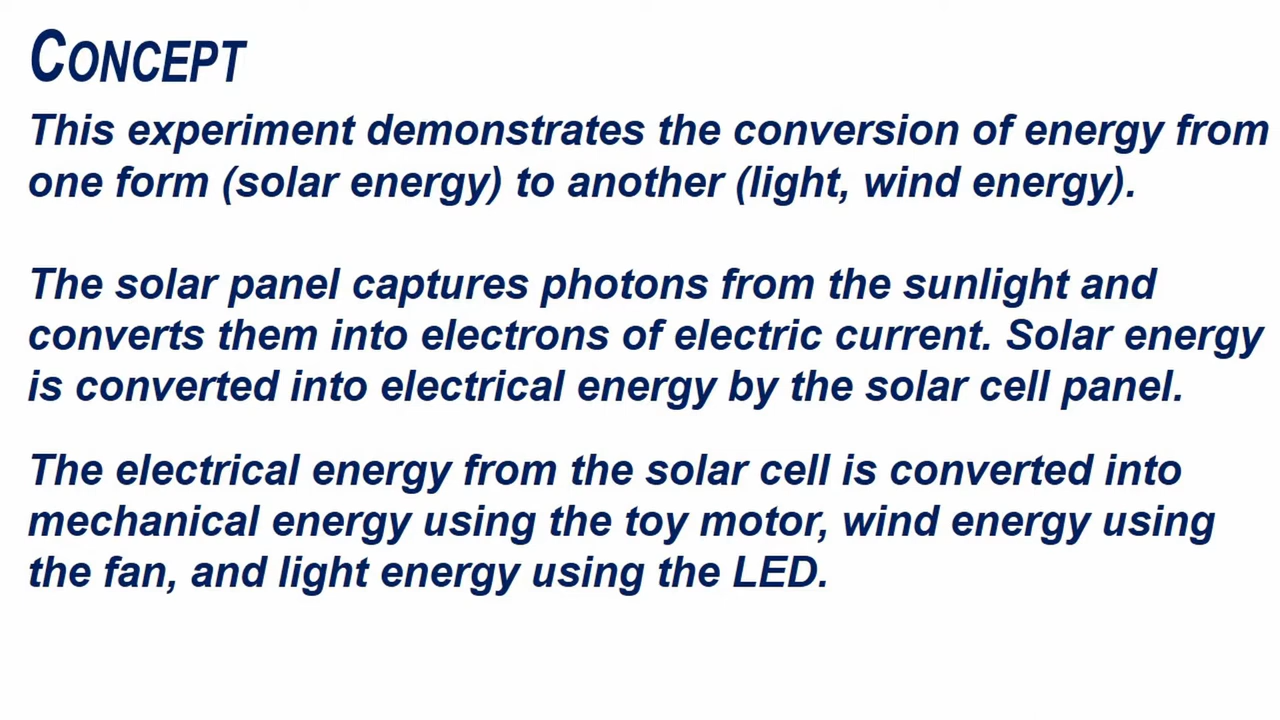 CONCEPT
This experiment demonstrates the conversion of energy from
one form (solar energy) to another (light, wind energy).
The solar panel captures photons from the sunlight and
converts them into electrons of electric current. Solar energy
is converted into electrical energy by the solar cell panel.
The electrical energy from the solar cell is converted into
mechanical energy using the toy motor, wind energy using
the fan, and light energy using the LED.